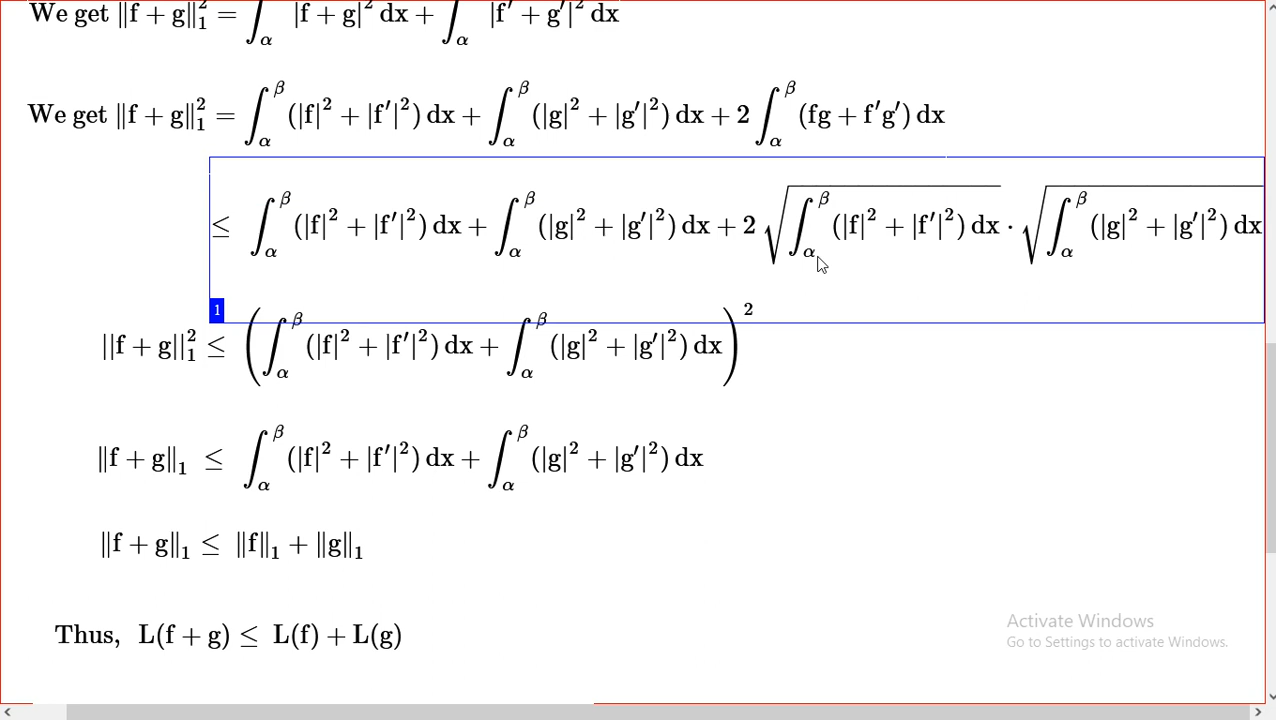 We get ‖f + g‖₁² = ∫_α |f + g|² dx + ∫_α |f′ + g′|² dx
We get ‖f + g‖₁² = ∫_α^β (|f|² + |f′|²) dx + ∫_α^β (|g|² + |g′|²) dx + 2 ∫_α^β (fg + f′g′) dx
≤ ∫_α^β (|f|² + |f′|²) dx + ∫_α^β (|g|² + |g′|²) dx + 2 √(∫_α^β (|f|² + |f′|²) dx) · √(∫_α^β (|g|² + |g′|²) dx)
1
||f + g||₁² ≤ (∫_α^β (|f|² + |f′|²) dx + ∫_α^β (|g|² + |g′|²) dx)²
‖f + g‖₁ ≤ ∫_α^β (|f|² + |f′|²) dx + ∫_α^β (|g|² + |g′|²) dx
‖f + g‖₁ ≤ ‖f‖₁ + ‖g‖₁
Thus, L(f + g) ≤ L(f) + L(g)
Activate Windows
Go to Settings to activate Windows.